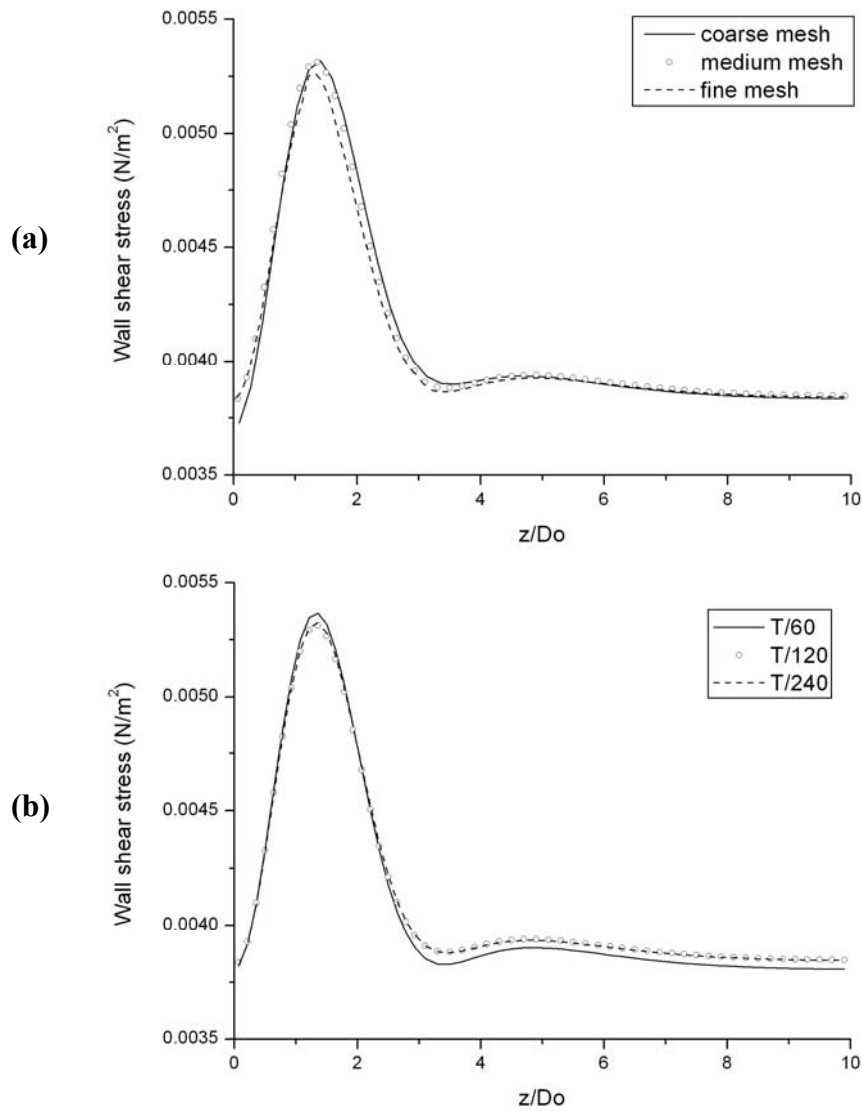 (a)
Wall shear stress (N/m²)
0.0055
0.0050
0.0045
0.0040
0.0035
0 2 4 6 8 10
z/Do
coarse mesh
medium mesh
fine mesh
(b)
Wall shear stress (N/m²)
0.0055
0.0050
0.0045
0.0040
0.0035
0 2 4 6 8 10
z/Do
T/60
T/120
T/240